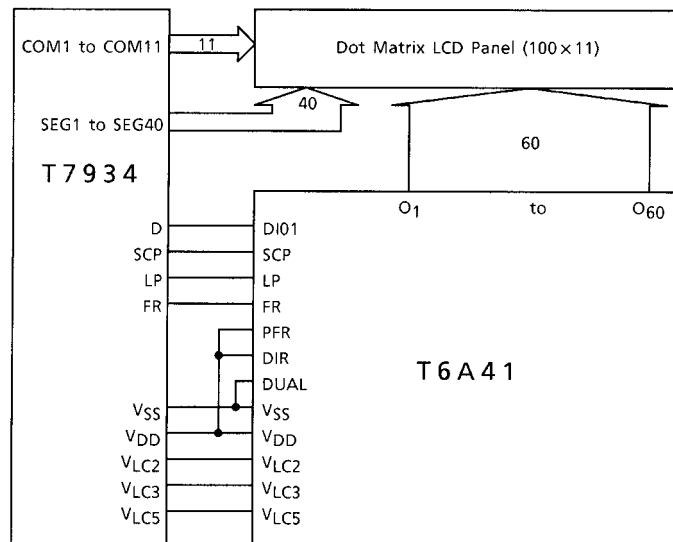 COM1 to COM11
11
Dot Matrix LCD Panel (100×11)
SEG1 to SEG40
40
60
T7934
O1 to O60
D DI01
SCP SCP
LP LP
FR FR
PFR
DIR
DUAL
T6A41
VSS VSS
VDD VDD
VLC2 VLC2
VLC3 VLC3
VLC5 VLC5